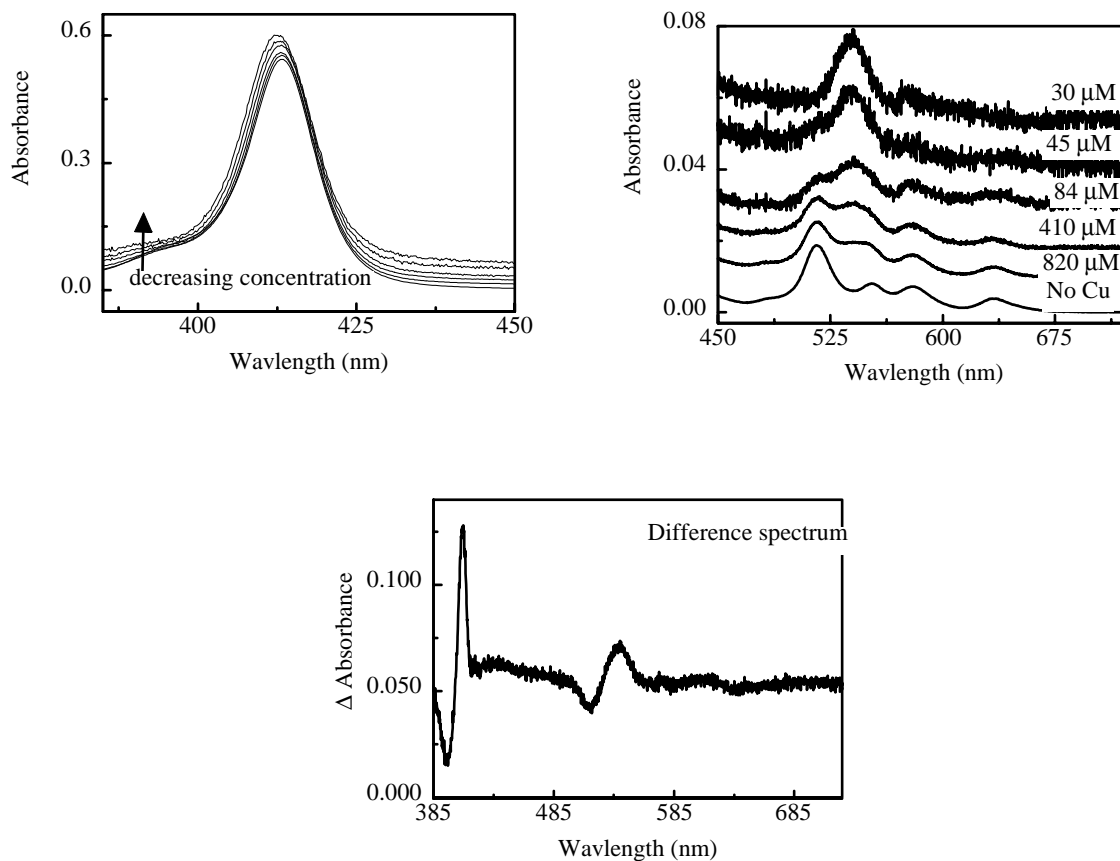 0.6
0.3
0.0
Absorbance
decreasing concentration
400
425
450
Wavlength (nm)
0.08
0.04
0.00
Absorbance
30 μM
45 μM
84 μM
410 μM
820 μM
No Cu
450
525
600
675
Wavlength (nm)
Difference spectrum
0.100
0.050
0.000
Δ Absorbance
385
485
585
685
Wavlength (nm)